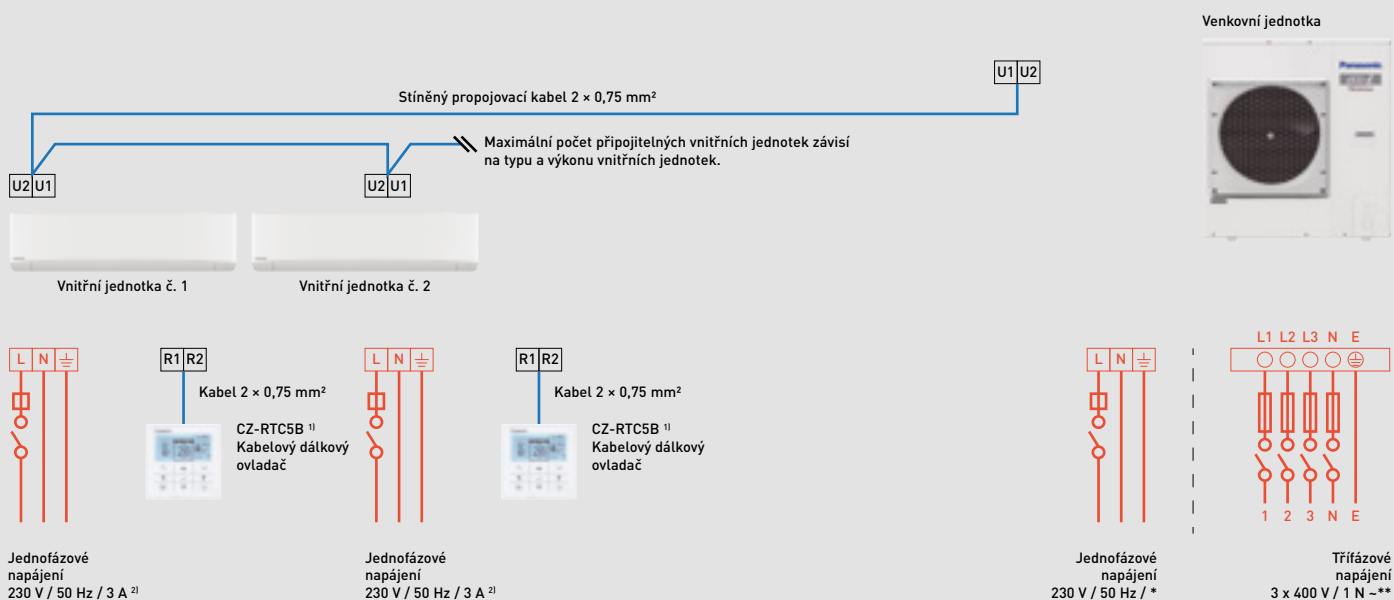 Venkovní jednotka
Panasonic
U1 U2
Stíněný propojovací kabel 2 × 0,75 mm²
Maximální počet připojitelných vnitřních jednotek závisí
na typu a výkonu vnitřních jednotek.
U2 U1
U2 U1
Vnitřní jednotka č. 1
Vnitřní jednotka č. 2
L N
R1 R2
Kabel 2 × 0,75 mm²
CZ-RTC5B ¹⁾
Kabelový dálkový
ovladač
L N
R1 R2
Kabel 2 × 0,75 mm²
CZ-RTC5B ¹⁾
Kabelový dálkový
ovladač
L N
L1 L2 L3 N E
1 2 3 N E
Jednofázové
napájení
230 V / 50 Hz / 3 A ²⁾
Jednofázové
napájení
230 V / 50 Hz / 3 A ²⁾
Jednofázové
napájení
230 V / 50 Hz / *
Třífázové
napájení
3 x 400 V / 1 N ~**